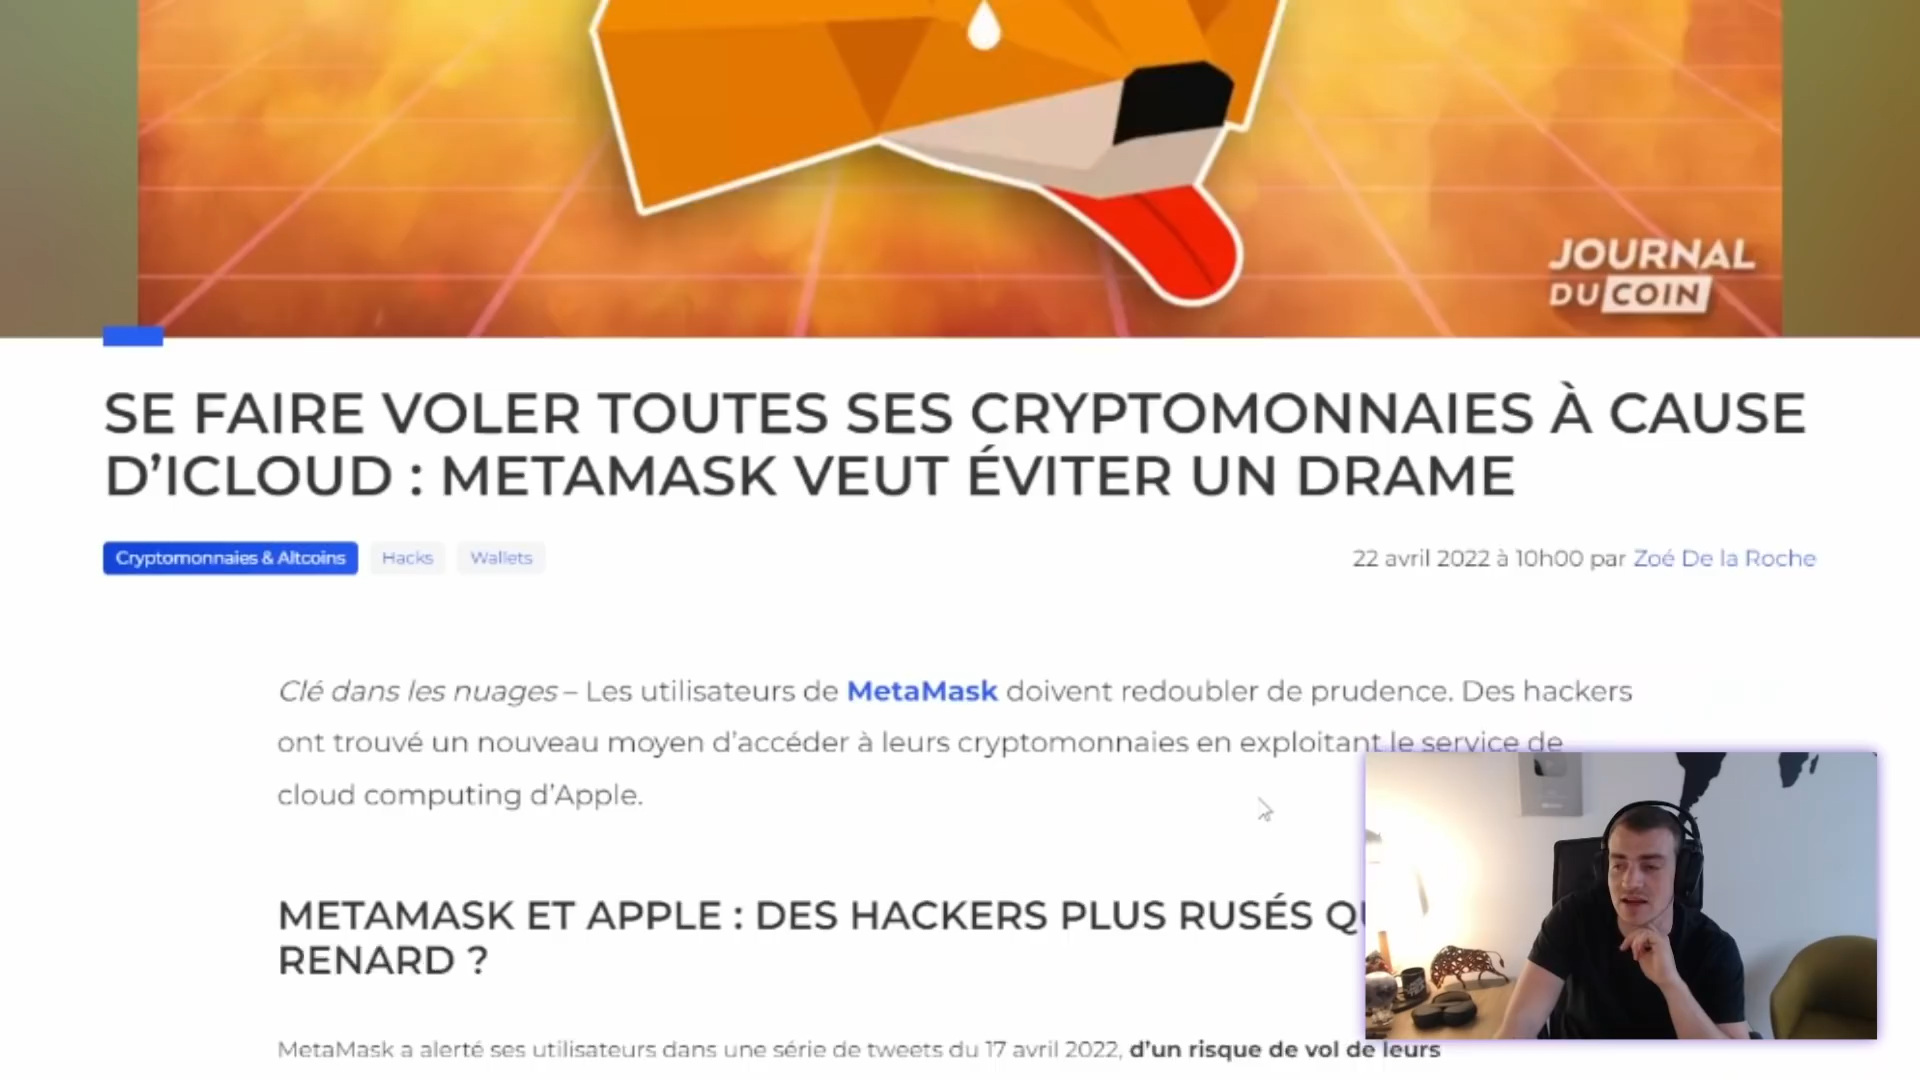 JOURNAL
DU COIN
SE FAIRE VOLER TOUTES SES CRYPTOMONNAIES À CAUSE
D’ICLOUD : METAMASK VEUT ÉVITER UN DRAME
Cryptomonnaies & Altcoins Hacks Wallets 22 avril 2022 à 10h00 par Zoé De la Roche
Clé dans les nuages – Les utilisateurs de MetaMask doivent redoubler de prudence. Des hackers
ont trouvé un nouveau moyen d’accéder à leurs cryptomonnaies en exploitant le service de
cloud computing d’Apple.
METAMASK ET APPLE : DES HACKERS PLUS RUSÉS
RENARD ?
MetaMask a alerté ses utilisateurs dans une série de tweets du 17 avril 2022, d’un risque de vol de leurs